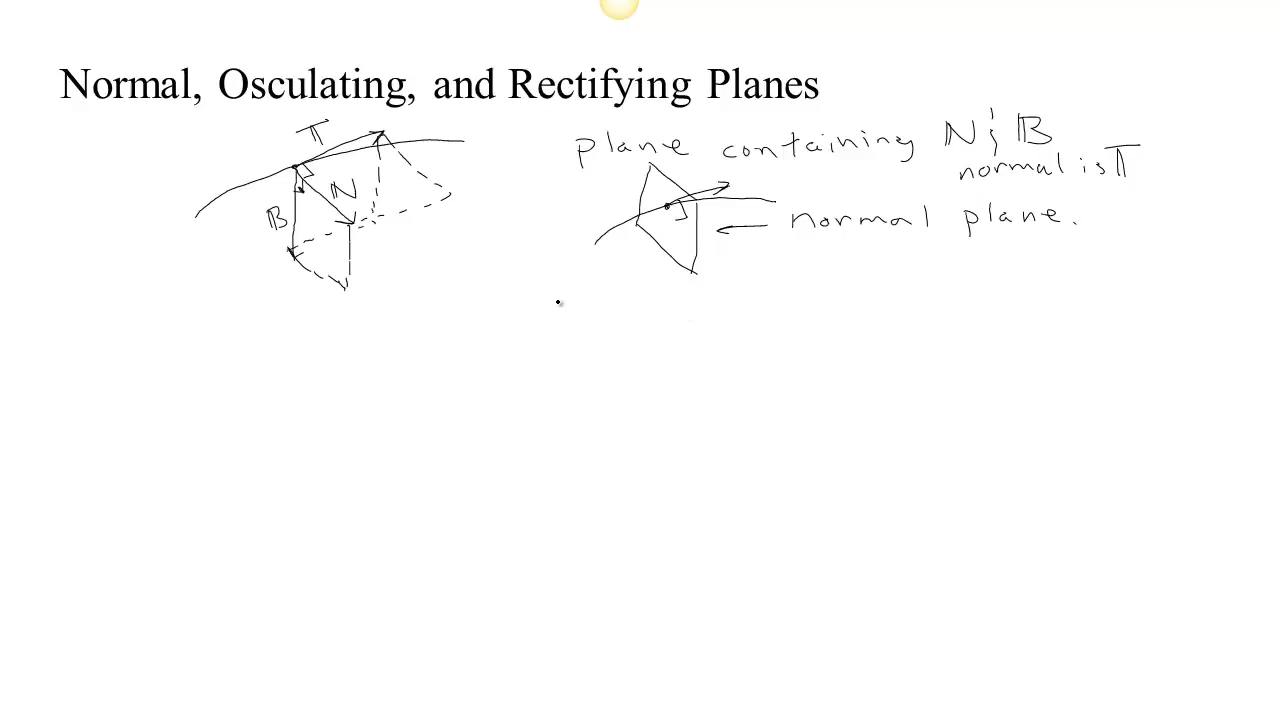 Normal, Osculating, and Rectifying Planes
T
N
B
plane containing N & B
normal is T
normal plane.